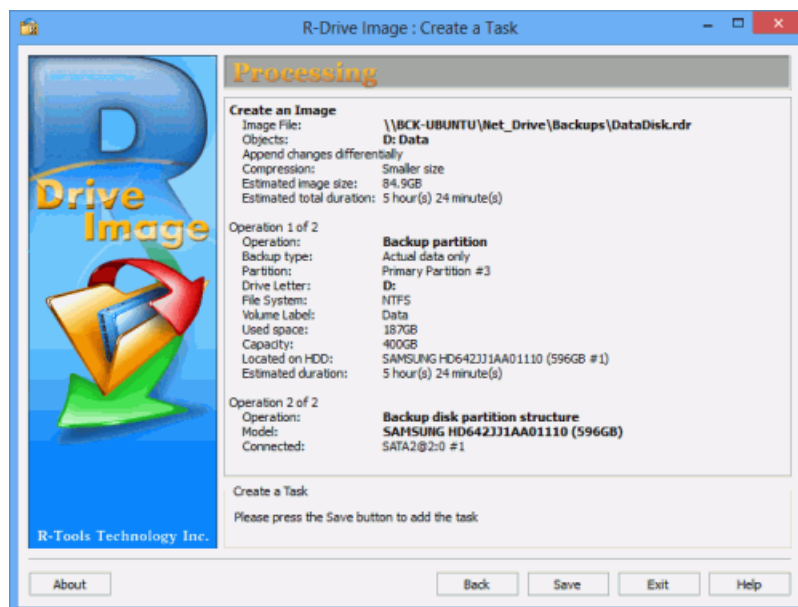 R-Drive Image : Create a Task
R
Drive
Image
R-Tools Technology Inc.
Processing
Create an Image
Image File: \\BCK-UBUNTU\Net_Drive\Backups\DataDisk.rdr
Objects: D: Data
Append changes differentially
Compression: Smaller size
Estimated image size: 84.9GB
Estimated total duration: 5 hour(s) 24 minute(s)
Operation 1 of 2
Operation: Backup partition
Backup type: Actual data only
Partition: Primary Partition #3
Drive Letter: D:
File System: NTFS
Volume Label: Data
Used space: 187GB
Capacity: 400GB
Located on HDD: SAMSUNG HD642JJ1AA01110 (596GB #1)
Estimated duration: 5 hour(s) 24 minute(s)
Operation 2 of 2
Operation: Backup disk partition structure
Model: SAMSUNG HD642JJ1AA01110 (596GB)
Connected: SATA2@2:0 #1
Create a Task
Please press the Save button to add the task
About Back Save Exit Help